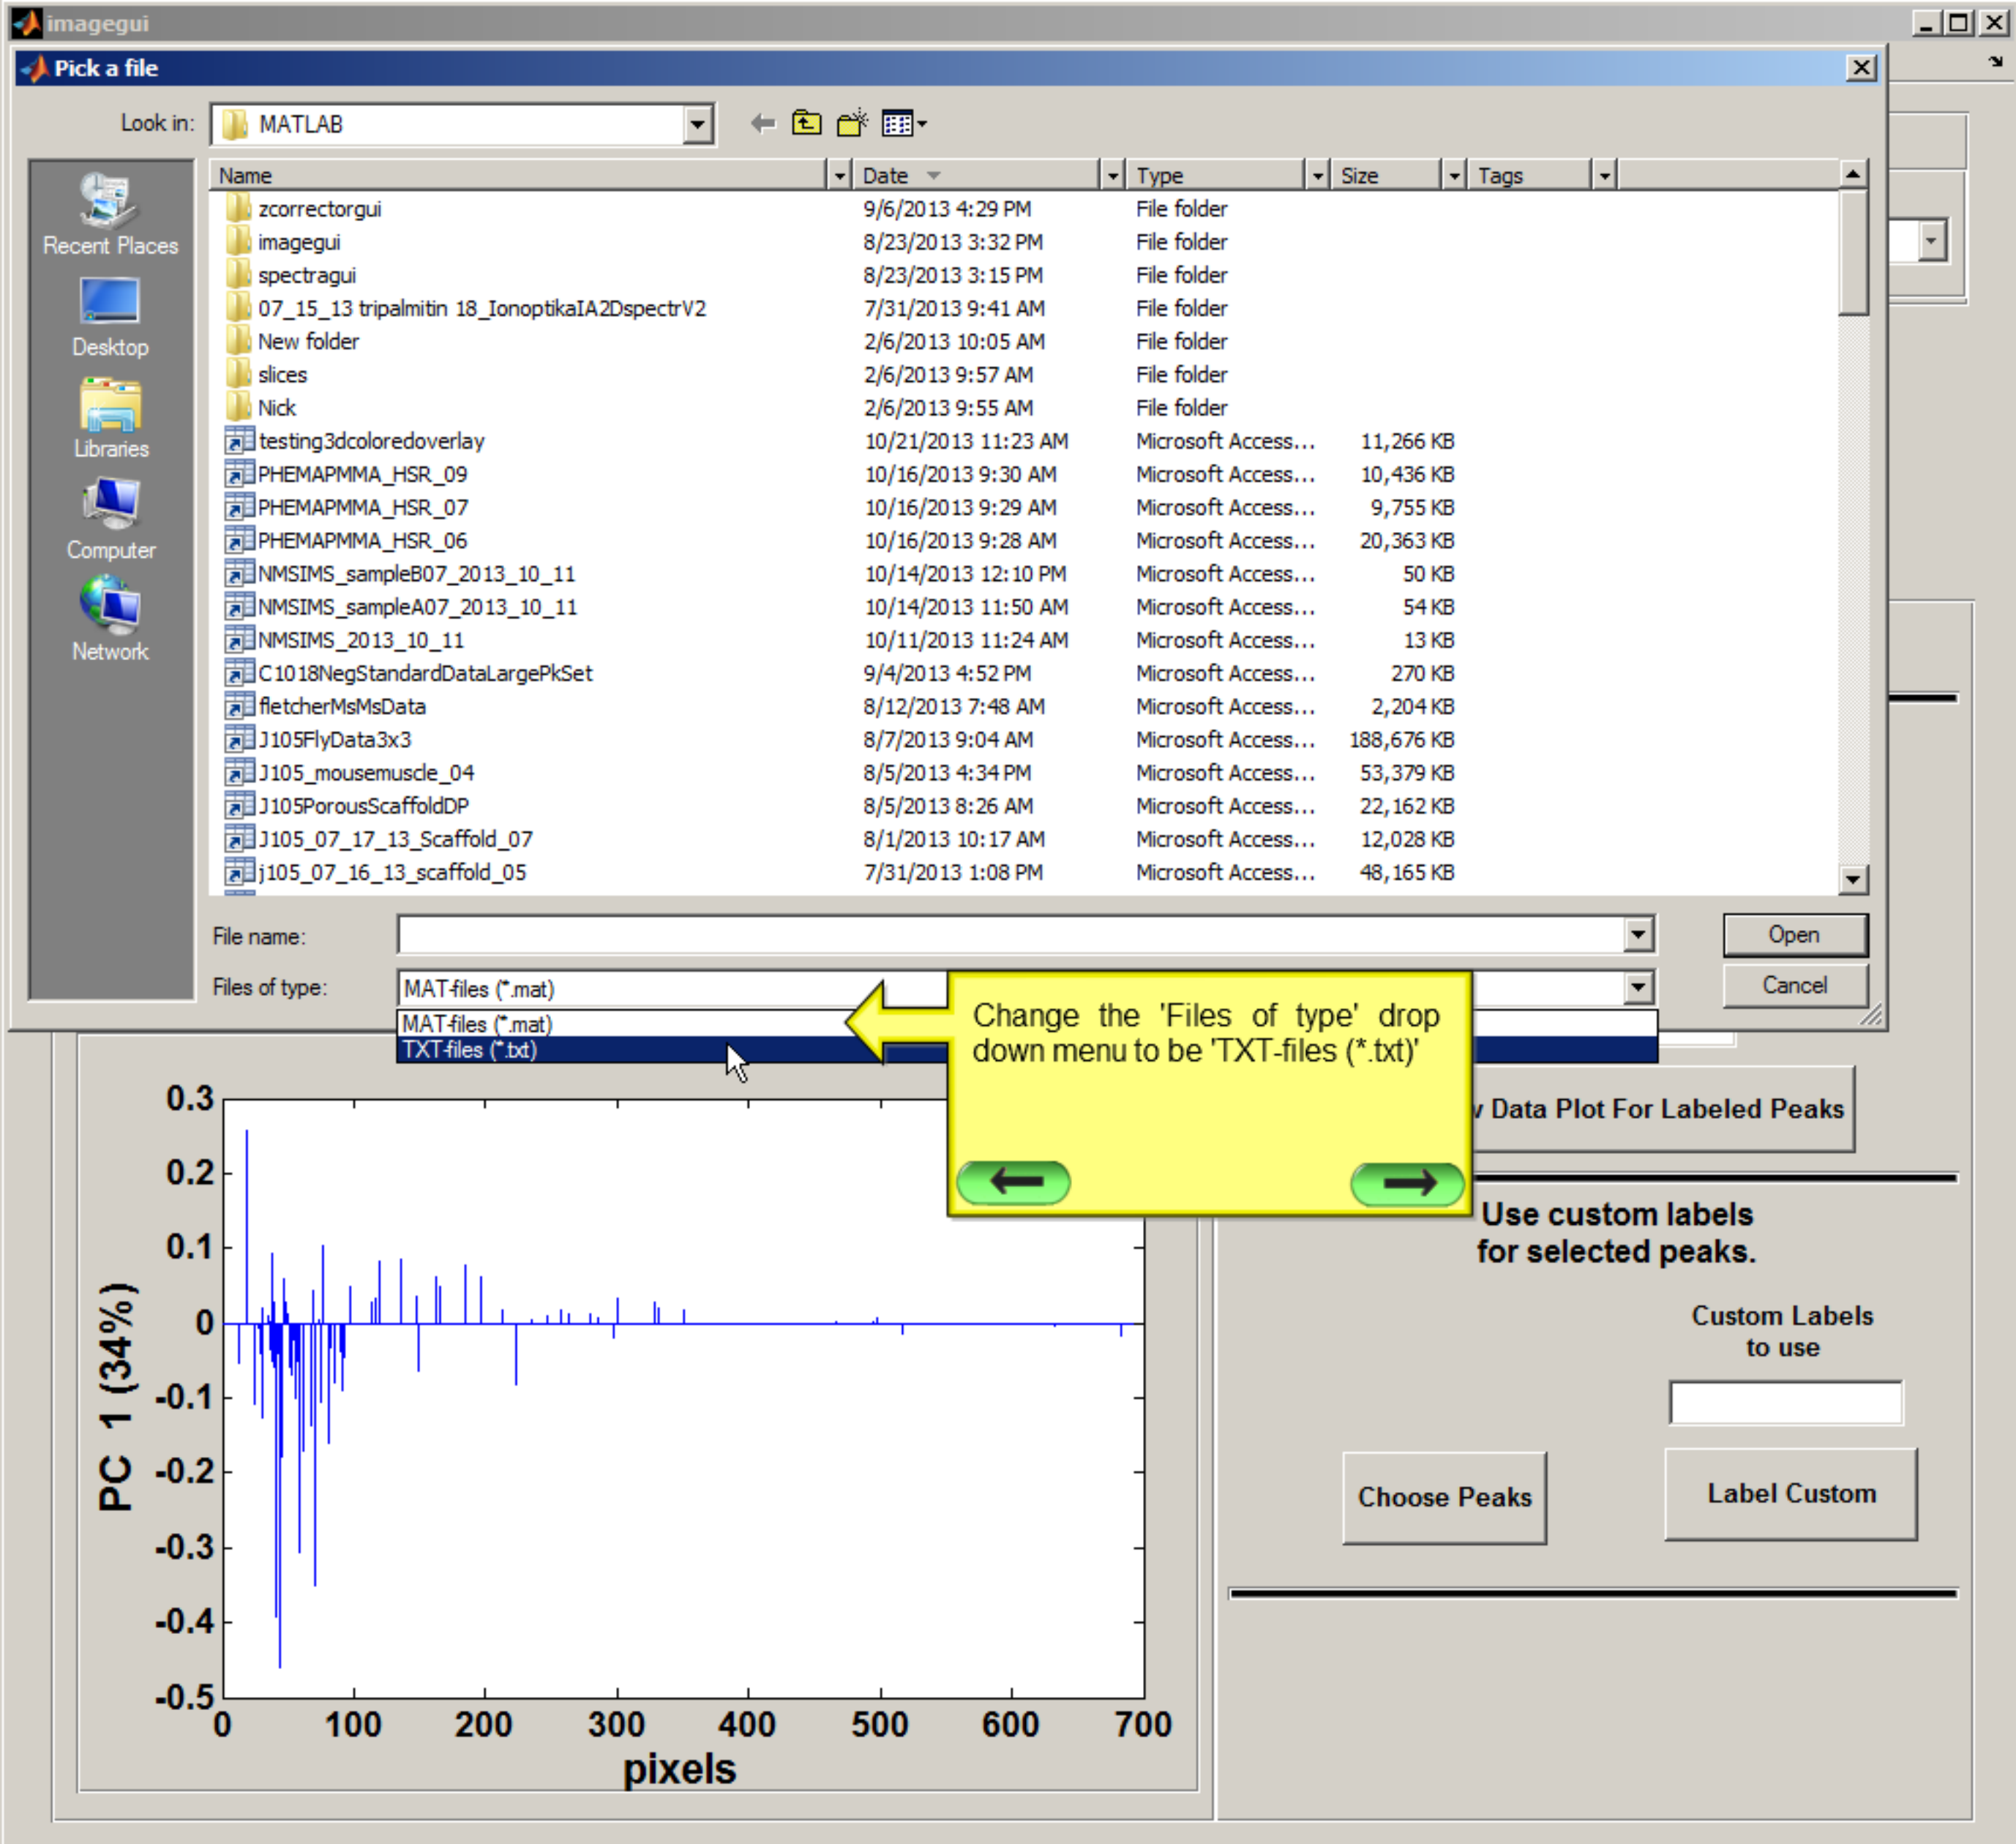 imagegui
Pick a file
Look in: MATLAB
Name Date Type Size Tags
zcorrectorgui 9/6/2013 4:29 PM File folder
imagegui 8/23/2013 3:32 PM File folder
spectragui 8/23/2013 3:15 PM File folder
07_15_13 tripalmitin 18_IonoptikaIA2DspectrV2 7/31/2013 9:41 AM File folder
New folder 2/6/2013 10:05 AM File folder
slices 2/6/2013 9:57 AM File folder
Nick 2/6/2013 9:55 AM File folder
testing3dcoloredoverlay 10/21/2013 11:23 AM Microsoft Access... 11,266 KB
PHEMAPMMA_HSR_09 10/16/2013 9:30 AM Microsoft Access... 10,436 KB
PHEMAPMMA_HSR_07 10/16/2013 9:29 AM Microsoft Access... 9,755 KB
PHEMAPMMA_HSR_06 10/16/2013 9:28 AM Microsoft Access... 20,363 KB
NMSIMS_sampleB07_2013_10_11 10/14/2013 12:10 PM Microsoft Access... 50 KB
NMSIMS_sampleA07_2013_10_11 10/14/2013 11:50 AM Microsoft Access... 54 KB
NMSIMS_2013_10_11 10/11/2013 11:24 AM Microsoft Access... 13 KB
C1018NegStandardDataLargePkSet 9/4/2013 4:52 PM Microsoft Access... 270 KB
fletcherMsMsData 8/12/2013 7:48 AM Microsoft Access... 2,204 KB
J105FlyData3x3 8/7/2013 9:04 AM Microsoft Access... 188,676 KB
J105_mousemuscle_04 8/5/2013 4:34 PM Microsoft Access... 53,379 KB
J105PorousScaffoldDP 8/5/2013 8:26 AM Microsoft Access... 22,162 KB
J105_07_17_13_Scaffold_07 8/1/2013 10:17 AM Microsoft Access... 12,028 KB
j105_07_16_13_scaffold_05 7/31/2013 1:08 PM Microsoft Access... 48,165 KB
Recent Places
Desktop
Libraries
Computer
Network
File name: Open
Files of type: MAT-files (*.mat) Cancel
MAT-files (*.mat)
TXT-files (*.txt)
Change the 'Files of type' drop
down menu to be 'TXT-files (*.txt)'
Data Plot For Labeled Peaks
Use custom labels
for selected peaks.
Custom Labels
to use
Choose Peaks
Label Custom
0.3
0.2
0.1
0
-0.1
-0.2
-0.3
-0.4
-0.5
PC 1 (34%)
0 100 200 300 400 500 600 700
pixels